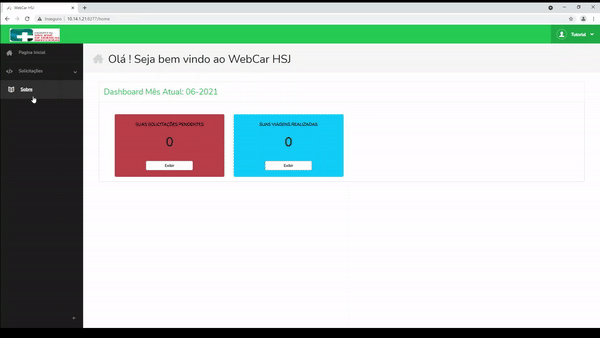 WebCar HSJ
Inseguro | 10.14.1.21:8277/home
Tutorial
Página Inicial
Solicitações
Sobre
Olá ! Seja bem vindo ao WebCar HSJ
Dashboard Mês Atual: 06-2021
SUAS SOLICITAÇÕES PENDENTES
0
Exibir
SUAS VIAGENS REALIZADAS
0
Exibir